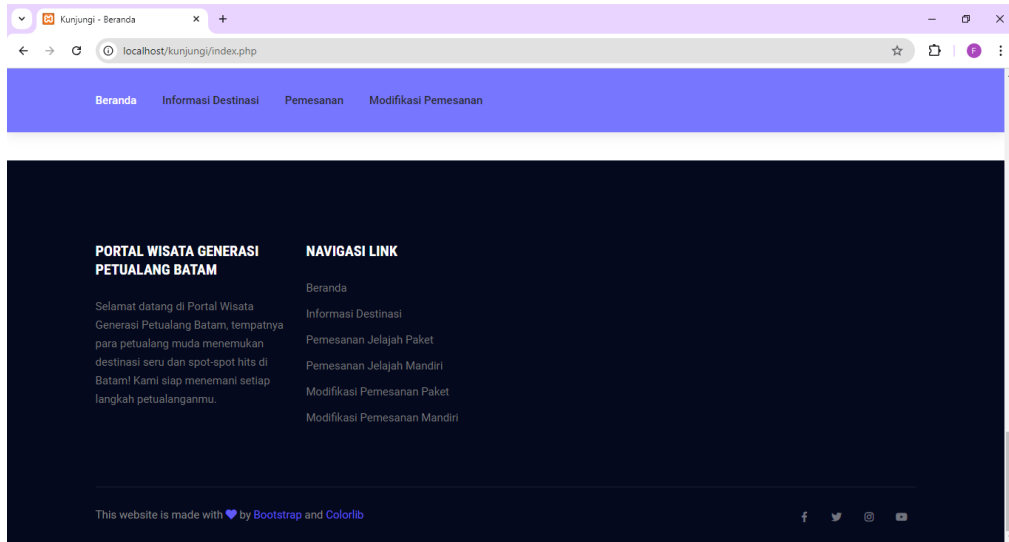 Kunjungi - Beranda
localhost/kunjungi/index.php
F
Beranda Informasi Destinasi Pemesanan Modifikasi Pemesanan
PORTAL WISATA GENERASI
PETUALANG BATAM
Selamat datang di Portal Wisata
Generasi Petualang Batam, tempatnya
para petualang muda menemukan
destinasi seru dan spot-spot hits di
Batam! Kami siap menemani setiap
langkah petualanganmu.
NAVIGASI LINK
Beranda
Informasi Destinasi
Pemesanan Jelajah Paket
Pemesanan Jelajah Mandiri
Modifikasi Pemesanan Paket
Modifikasi Pemesanan Mandiri
This website is made with by Bootstrap and Colorlib